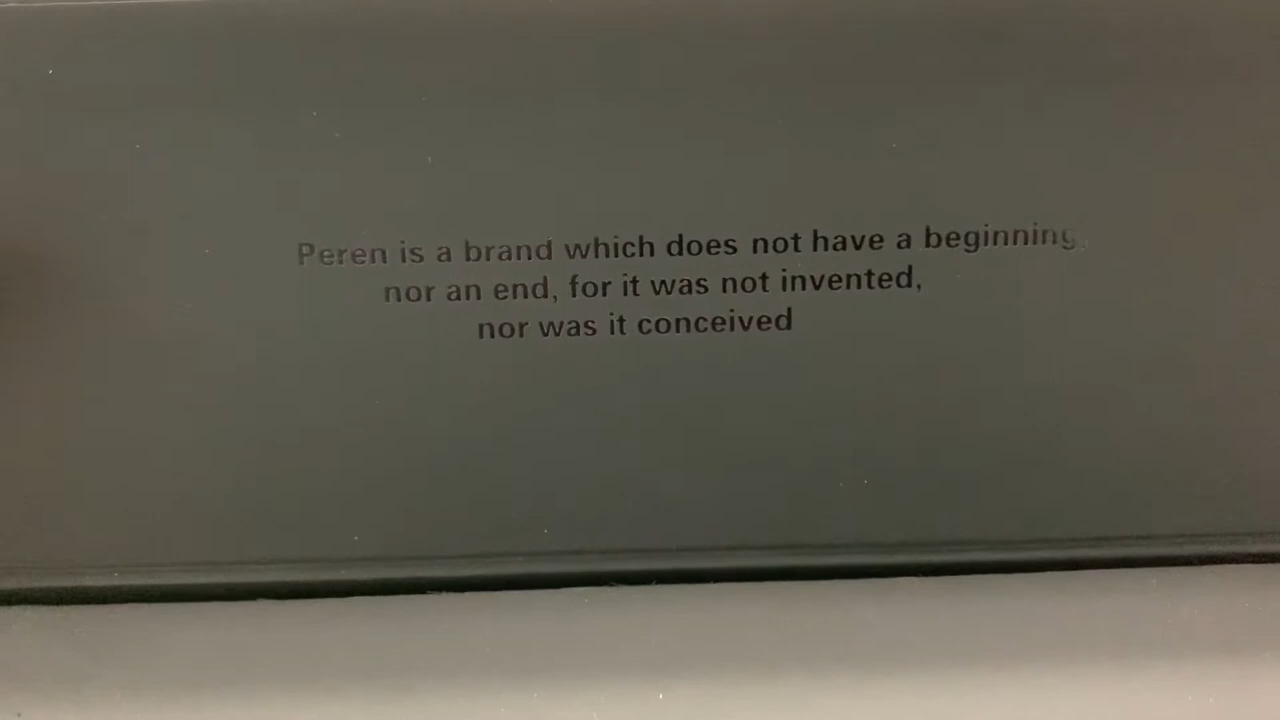 Peren is a brand which does not have a beginning,
nor an end, for it was not invented,
nor was it conceived